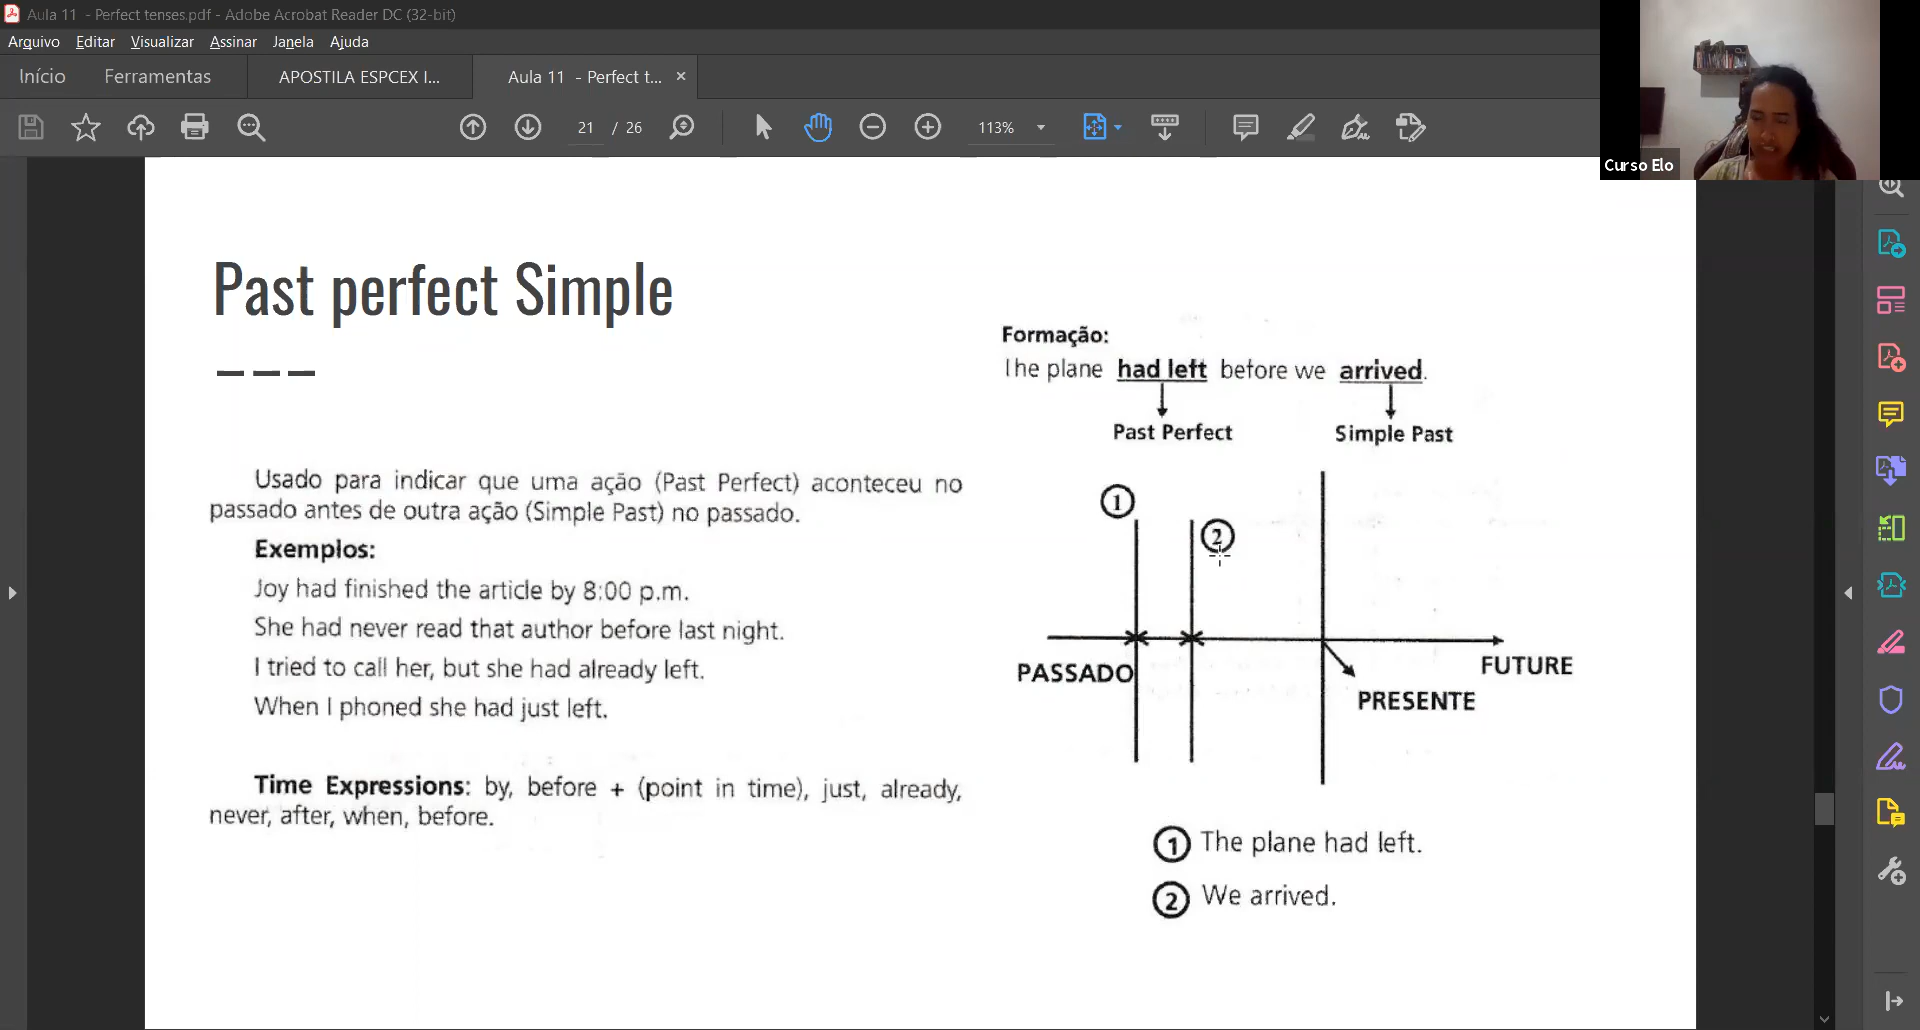 Aula 11  - Perfect tenses.pdf - Adobe Acrobat Reader DC (32-bit)
Arquivo Editar Visualizar Assinar Janela Ajuda
Início Ferramentas APOSTILA ESPCEX I... Aula 11  - Perfect t... ×
21 / 26 113%
Curso Elo
Past perfect Simple
Usado para indicar que uma ação (Past Perfect) aconteceu no
passado antes de outra ação (Simple Past) no passado.
Exemplos:
Joy had finished the article by 8:00 p.m.
She had never read that author before last night.
I tried to call her, but she had already left.
When I phoned she had just left.
Time Expressions: by, before + (point in time), just, already,
never, after, when, before.
Formação:
The plane had left before we arrived.
Past Perfect Simple Past
1
2
PASSADO
FUTURE
PRESENTE
1 The plane had left.
2 We arrived.